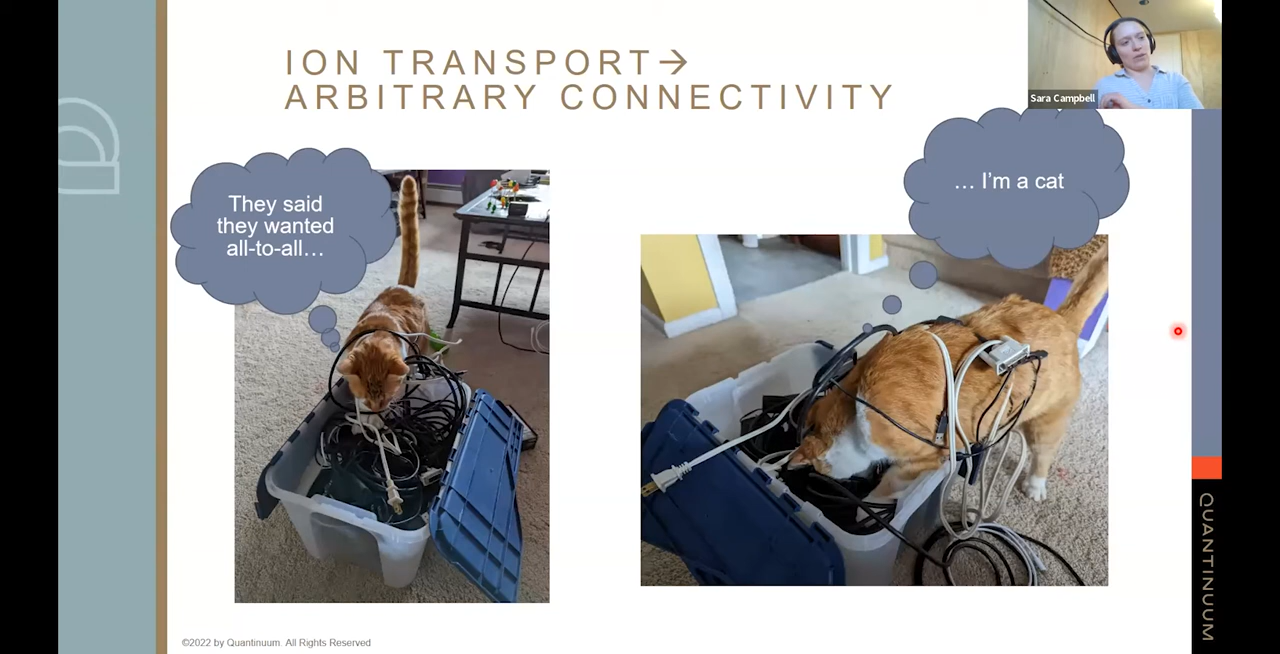 ION TRANSPORT→
ARBITRARY CONNECTIVITY
Sara Campbell
They said
they wanted
all-to-all…
… I’m a cat
QUANTINUUM
©2022 by Quantinuum. All Rights Reserved